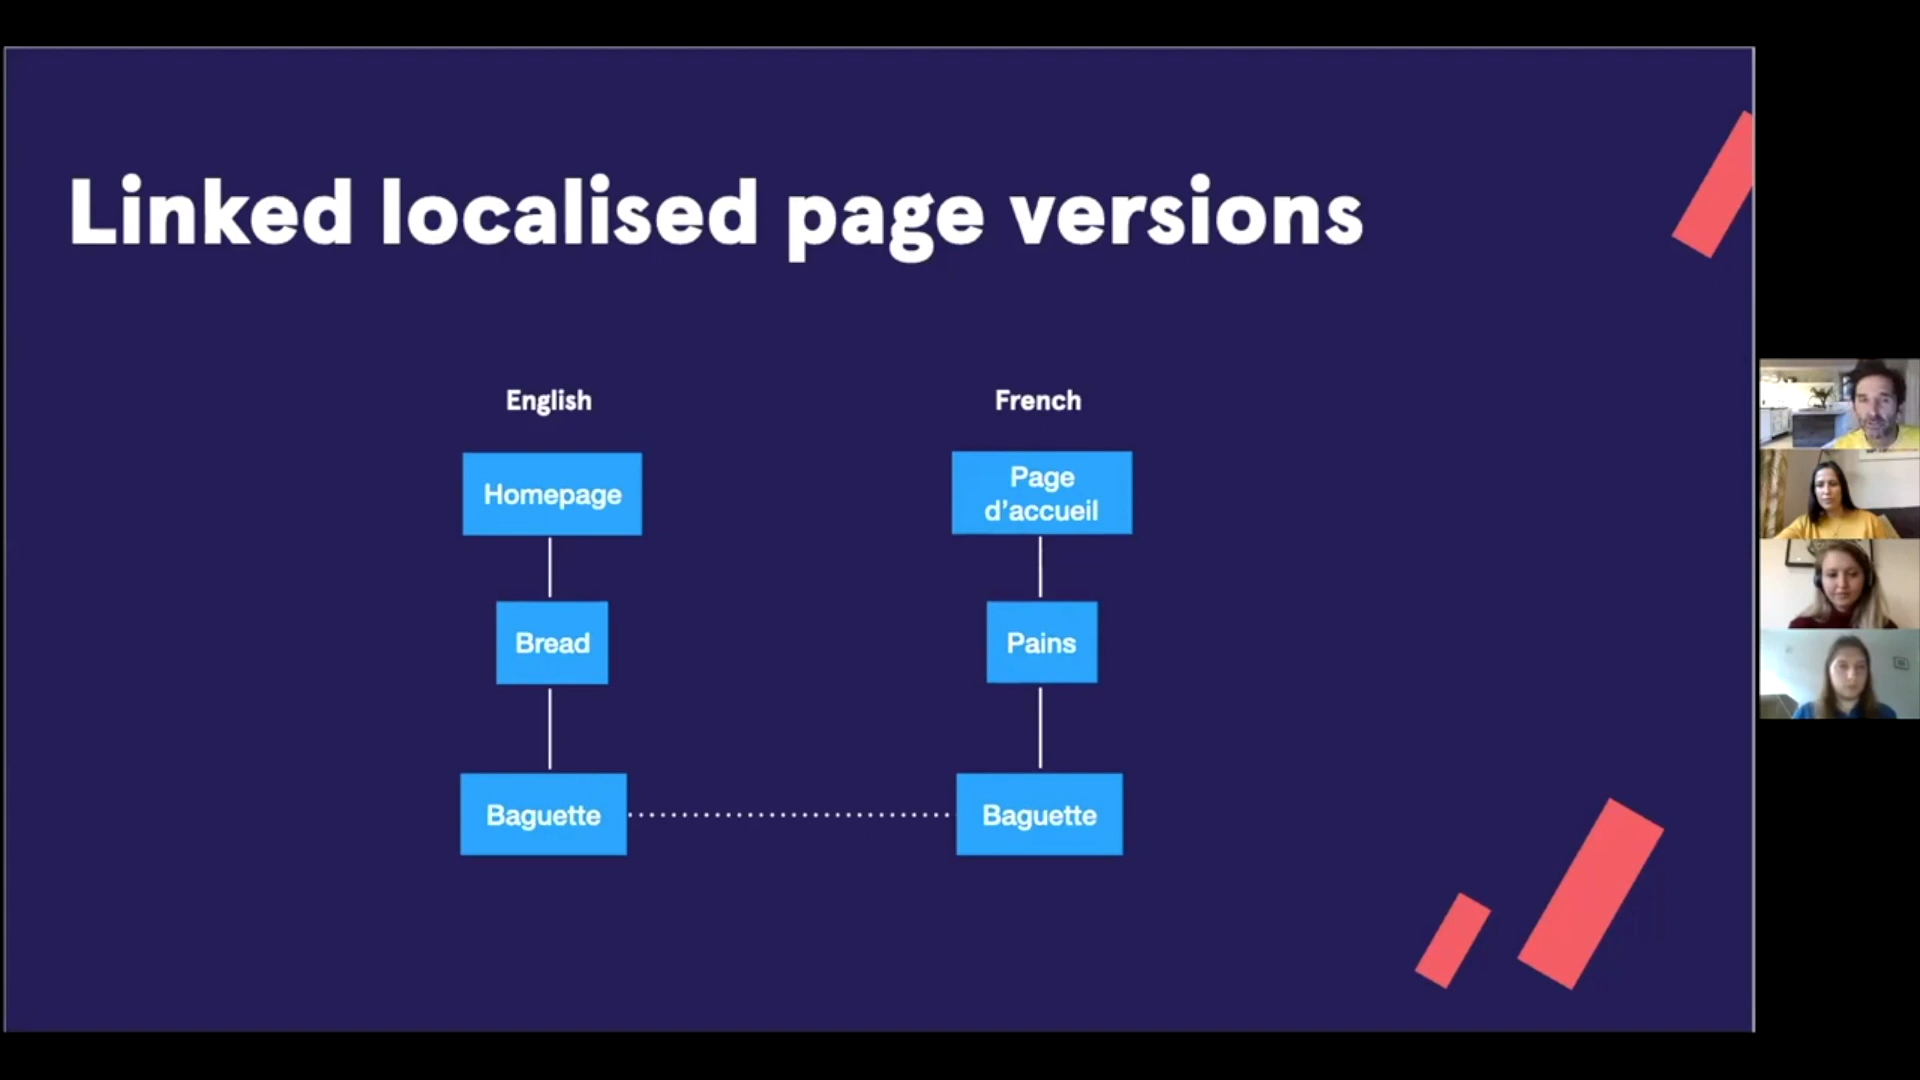 Linked localised page versions
English
French
Homepage
Page
d’accueil
Bread
Pains
Baguette
Baguette